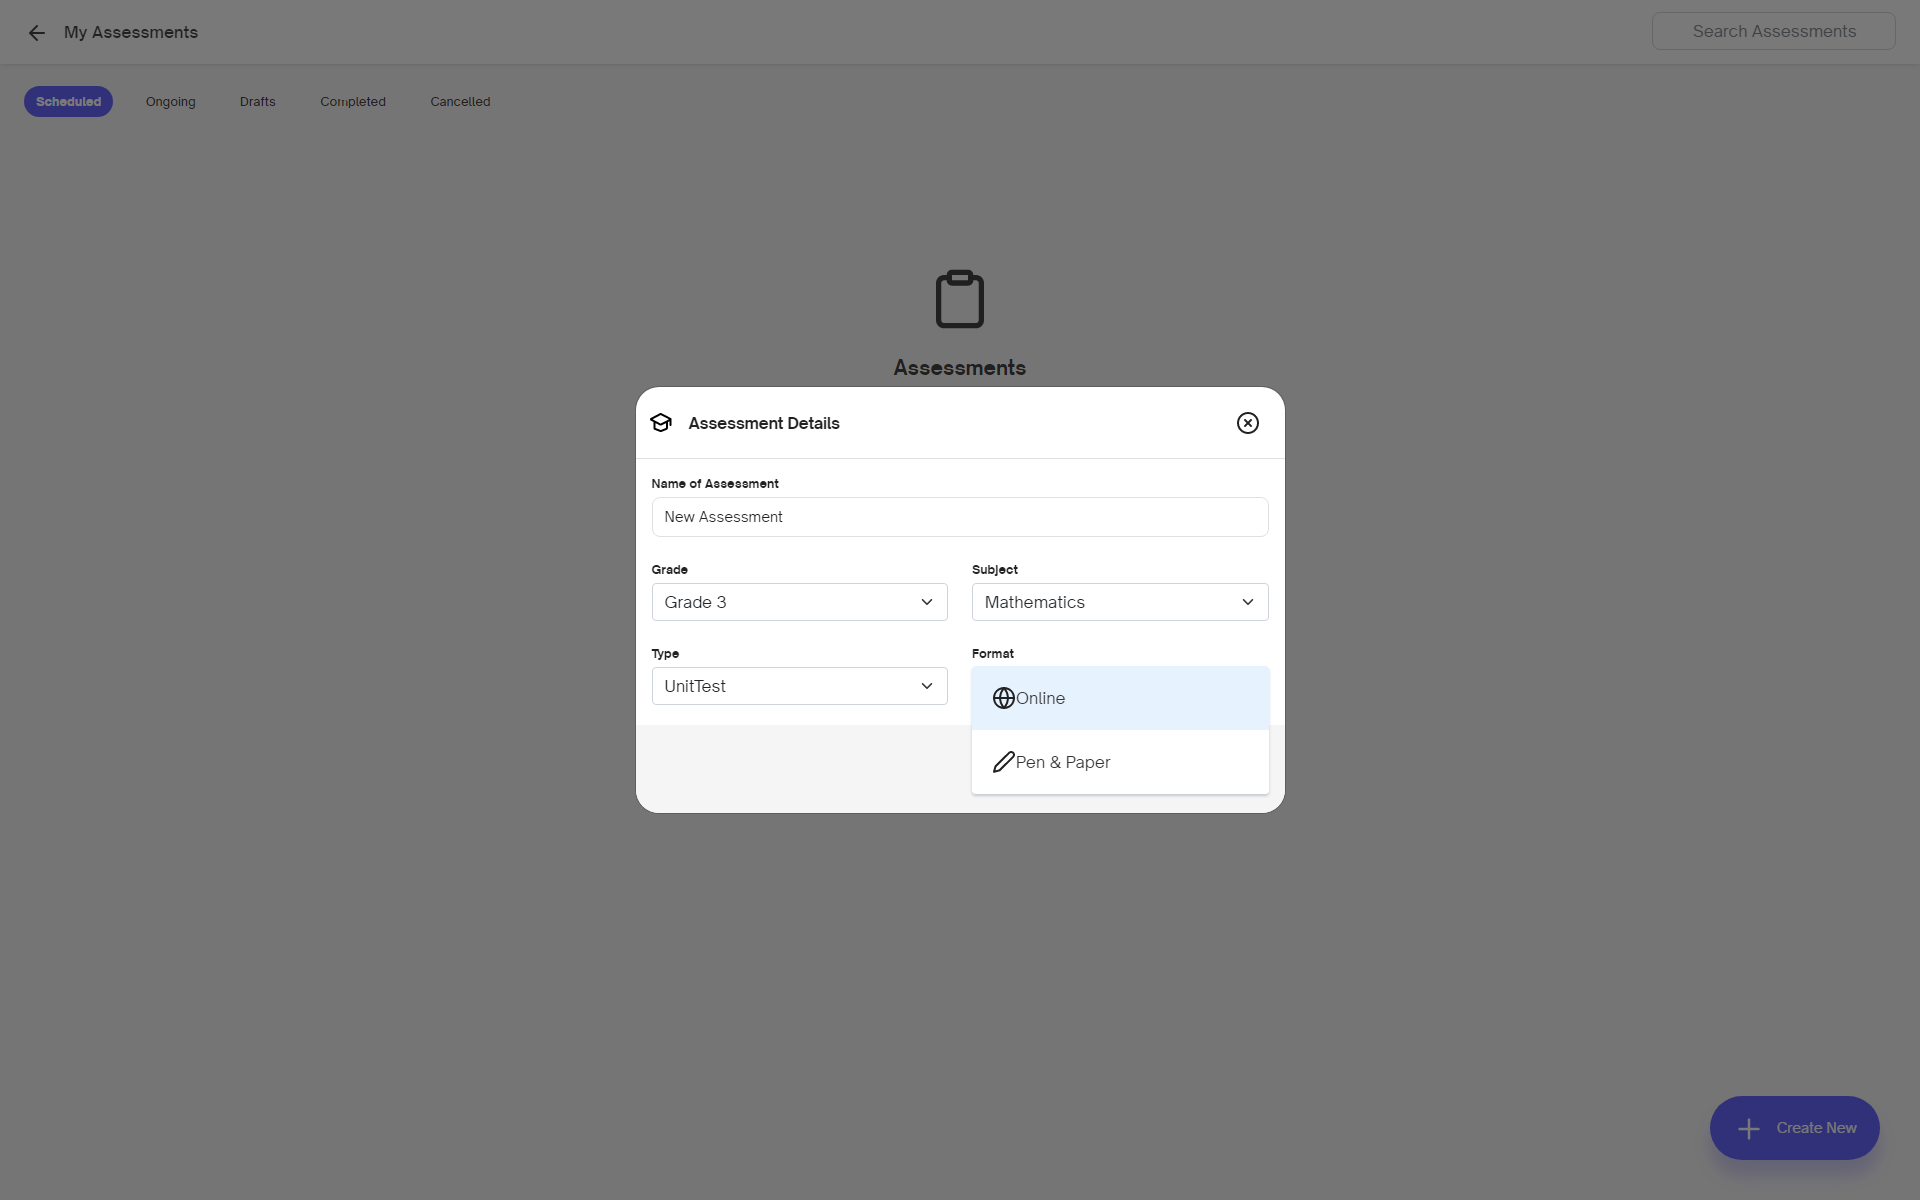 My Assessments
Search Assessments
Scheduled
Ongoing
Drafts
Completed
Cancelled
Assessments
Assessment Details
Name of Assessment
New Assessment
Grade
Subject
Grade 3
Mathematics
Type
Format
UnitTest
Online
Pen & Paper
Create New